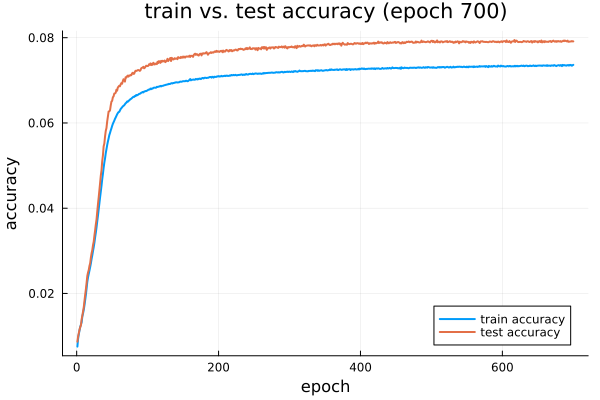 train vs. test accuracy (epoch 700)
0.08
0.06
0.04
0.02
accuracy
0
200
400
600
epoch
train accuracy
test accuracy